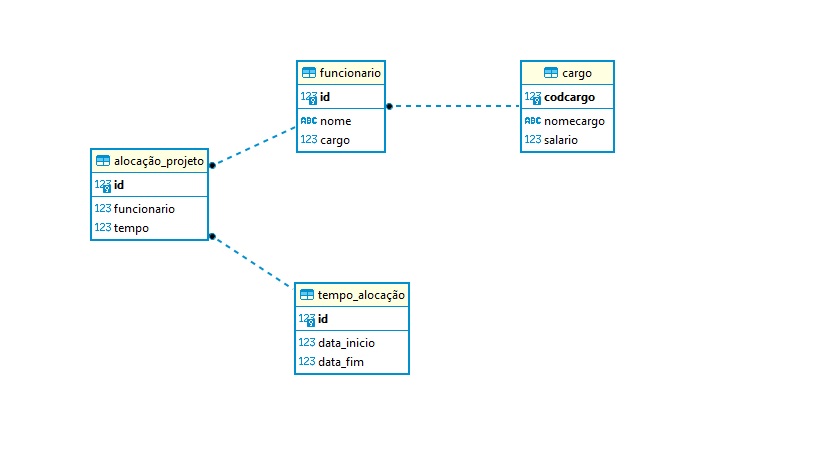 funcionario
123 id
ABC nome
123 cargo
cargo
123 codcargo
ABC nomecargo
123 salario
alocação_projeto
123 id
123 funcionario
123 tempo
tempo_alocação
123 id
123 data_inicio
123 data_fim